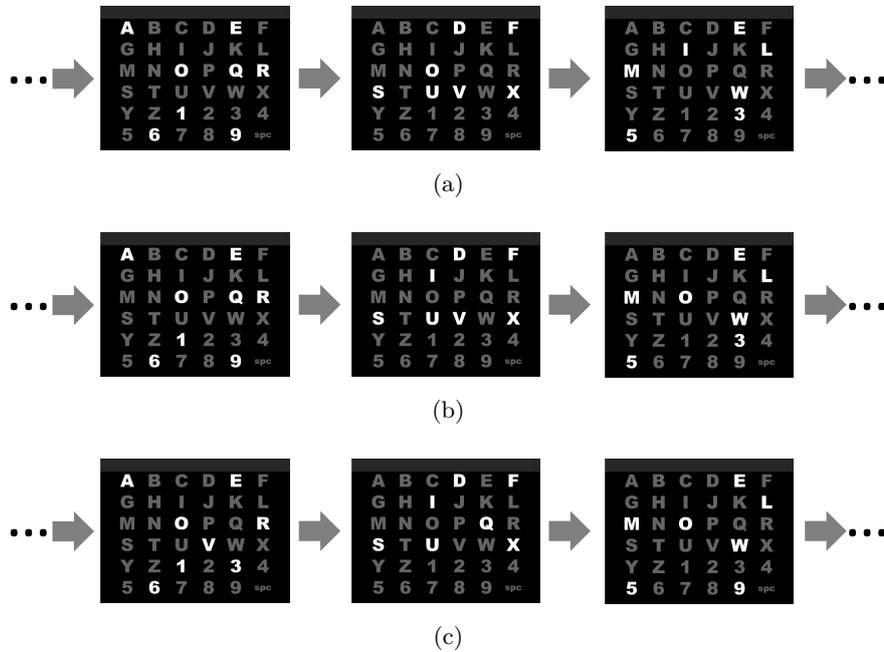 A B C D E F A B C D E F A B C D E F
G H I J K L G H I J K L G H I J K L
M N O P Q R M N O P Q R M N O P Q R
S T U V W X S T U V W X S T U V W X
Y Z 1 2 3 4 Y Z 1 2 3 4 Y Z 1 2 3 4
5 6 7 8 9 spc 5 6 7 8 9 spc 5 6 7 8 9 spc
(a)
A B C D E F A B C D E F A B C D E F
G H I J K L G H I J K L G H I J K L
M N O P Q R M N O P Q R M N O P Q R
S T U V W X S T U V W X S T U V W X
Y Z 1 2 3 4 Y Z 1 2 3 4 Y Z 1 2 3 4
5 6 7 8 9 spc 5 6 7 8 9 spc 5 6 7 8 9 spc
(b)
A B C D E F A B C D E F A B C D E F
G H I J K L G H I J K L G H I J K L
M N O P Q R M N O P Q R M N O P Q R
S T U V W X S T U V W X S T U V W X
Y Z 1 2 3 4 Y Z 1 2 3 4 Y Z 1 2 3 4
5 6 7 8 9 spc 5 6 7 8 9 spc 5 6 7 8 9 spc
(c)